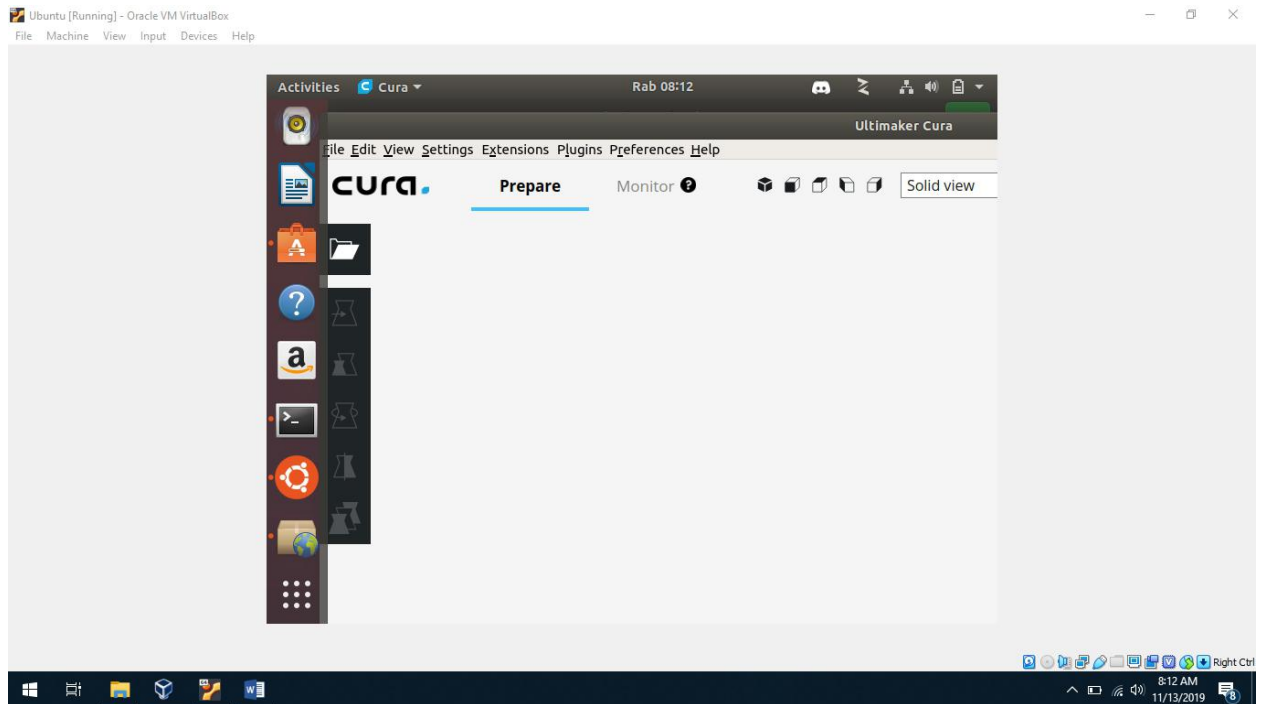 Ubuntu [Running] - Oracle VM VirtualBox
File Machine View Input Devices Help
Activities Cura Rab 08:12
Ultimaker Cura
File Edit View Settings Extensions Plugins Preferences Help
cura. Prepare Monitor ? Solid view
A
?
a
>_
Right Ctrl
W 8:12 AM
11/13/2019 8